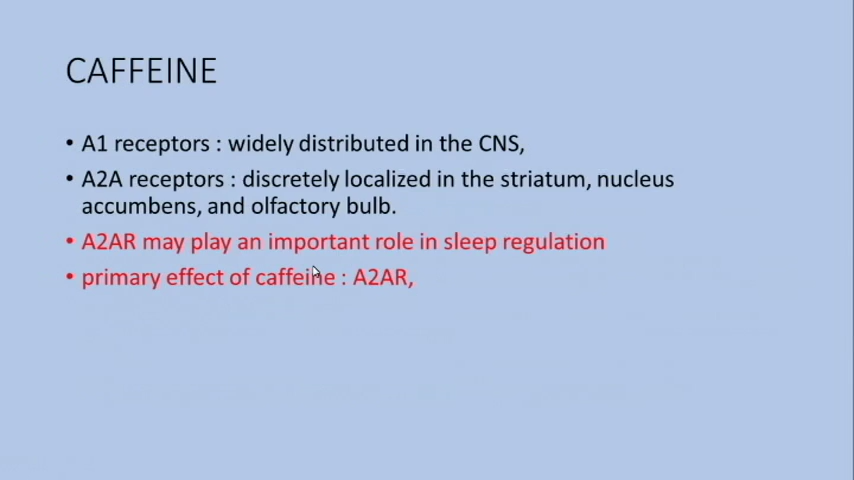 CAFFEINE
• A1 receptors : widely distributed in the CNS,
• A2A receptors : discretely localized in the striatum, nucleus
accumbens, and olfactory bulb.
• A2AR may play an important role in sleep regulation
• primary effect of caffeine : A2AR,